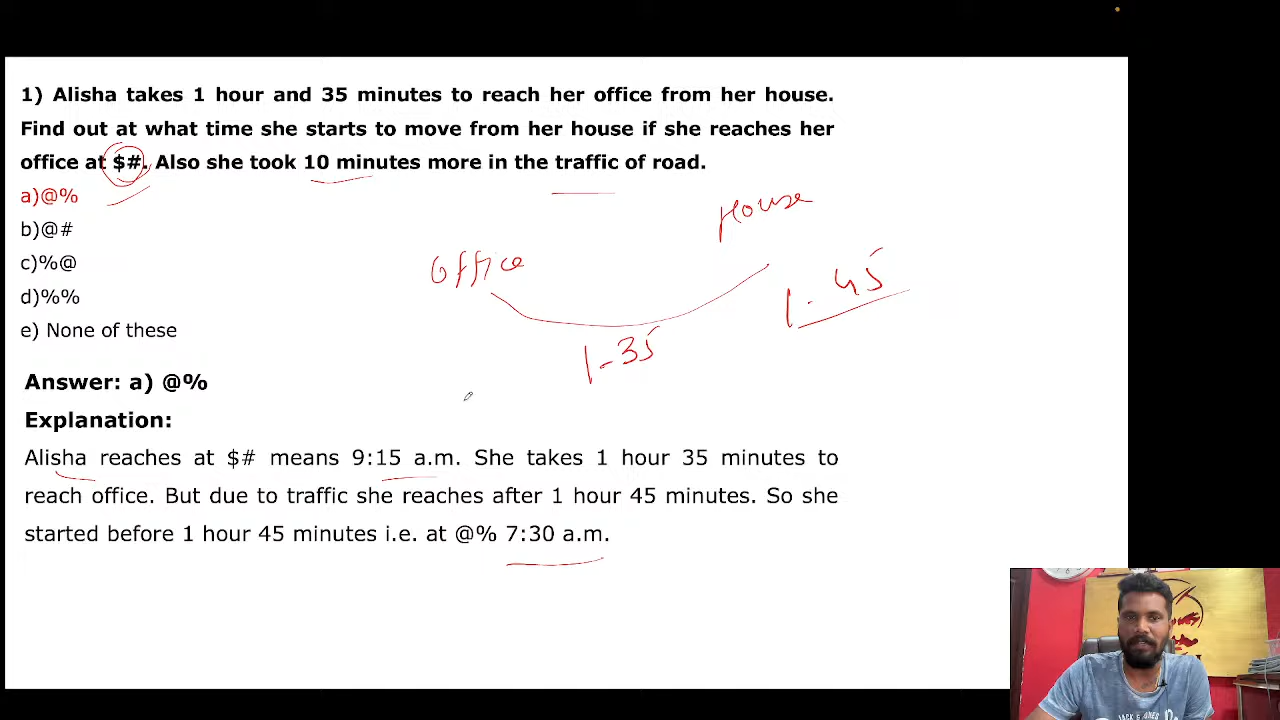 1) Alisha takes 1 hour and 35 minutes to reach her office from her house.
Find out at what time she starts to move from her house if she reaches her
office at $#. Also she took 10 minutes more in the traffic of road.
a)@%
b)@#
c)%@
d)%%
e) None of these
House
Office
1.45
1-35
Answer: a) @%
Explanation:
Alisha reaches at $# means 9:15 a.m. She takes 1 hour 35 minutes to
reach office. But due to traffic she reaches after 1 hour 45 minutes. So she
started before 1 hour 45 minutes i.e. at @% 7:30 a.m.